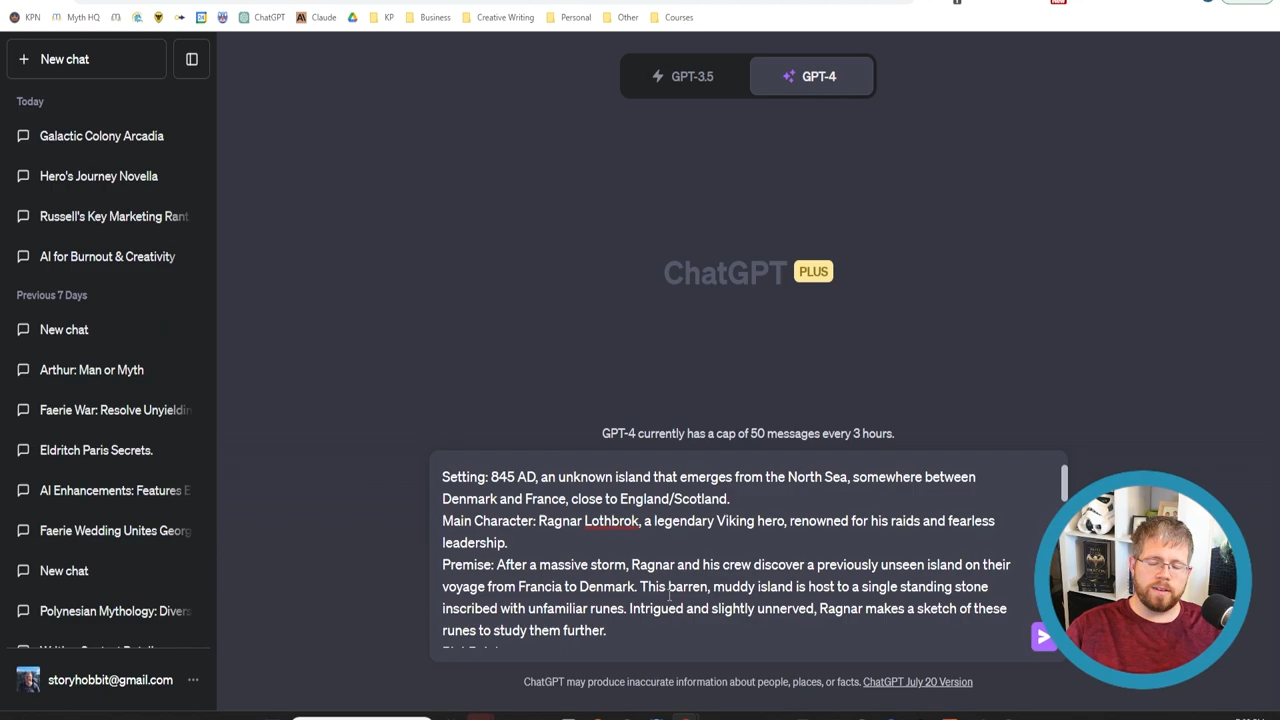 KPN
Myth HQ
ChatGPT
Claude
KP
Business
Creative Writing
Personal
Other
Courses
New chat
Today
Galactic Colony Arcadia
Hero's Journey Novella
Russell's Key Marketing Rant
AI for Burnout & Creativity
Previous 7 Days
New chat
Arthur: Man or Myth
Faerie War: Resolve Unyieldin
Eldritch Paris Secrets.
AI Enhancements: Features E
Faerie Wedding Unites Georg
New chat
Polynesian Mythology: Divers
storyhobbit@gmail.com
GPT-3.5
GPT-4
ChatGPT PLUS
GPT-4 currently has a cap of 50 messages every 3 hours.
Setting: 845 AD, an unknown island that emerges from the North Sea, somewhere between
Denmark and France, close to England/Scotland.
Main Character: Ragnar Lothbrok, a legendary Viking hero, renowned for his raids and fearless
leadership.
Premise: After a massive storm, Ragnar and his crew discover a previously unseen island on their
voyage from Francia to Denmark. This barren, muddy island is host to a single standing stone
inscribed with unfamiliar runes. Intrigued and slightly unnerved, Ragnar makes a sketch of these
runes to study them further.
ChatGPT may produce inaccurate information about people, places, or facts. ChatGPT July 20 Version